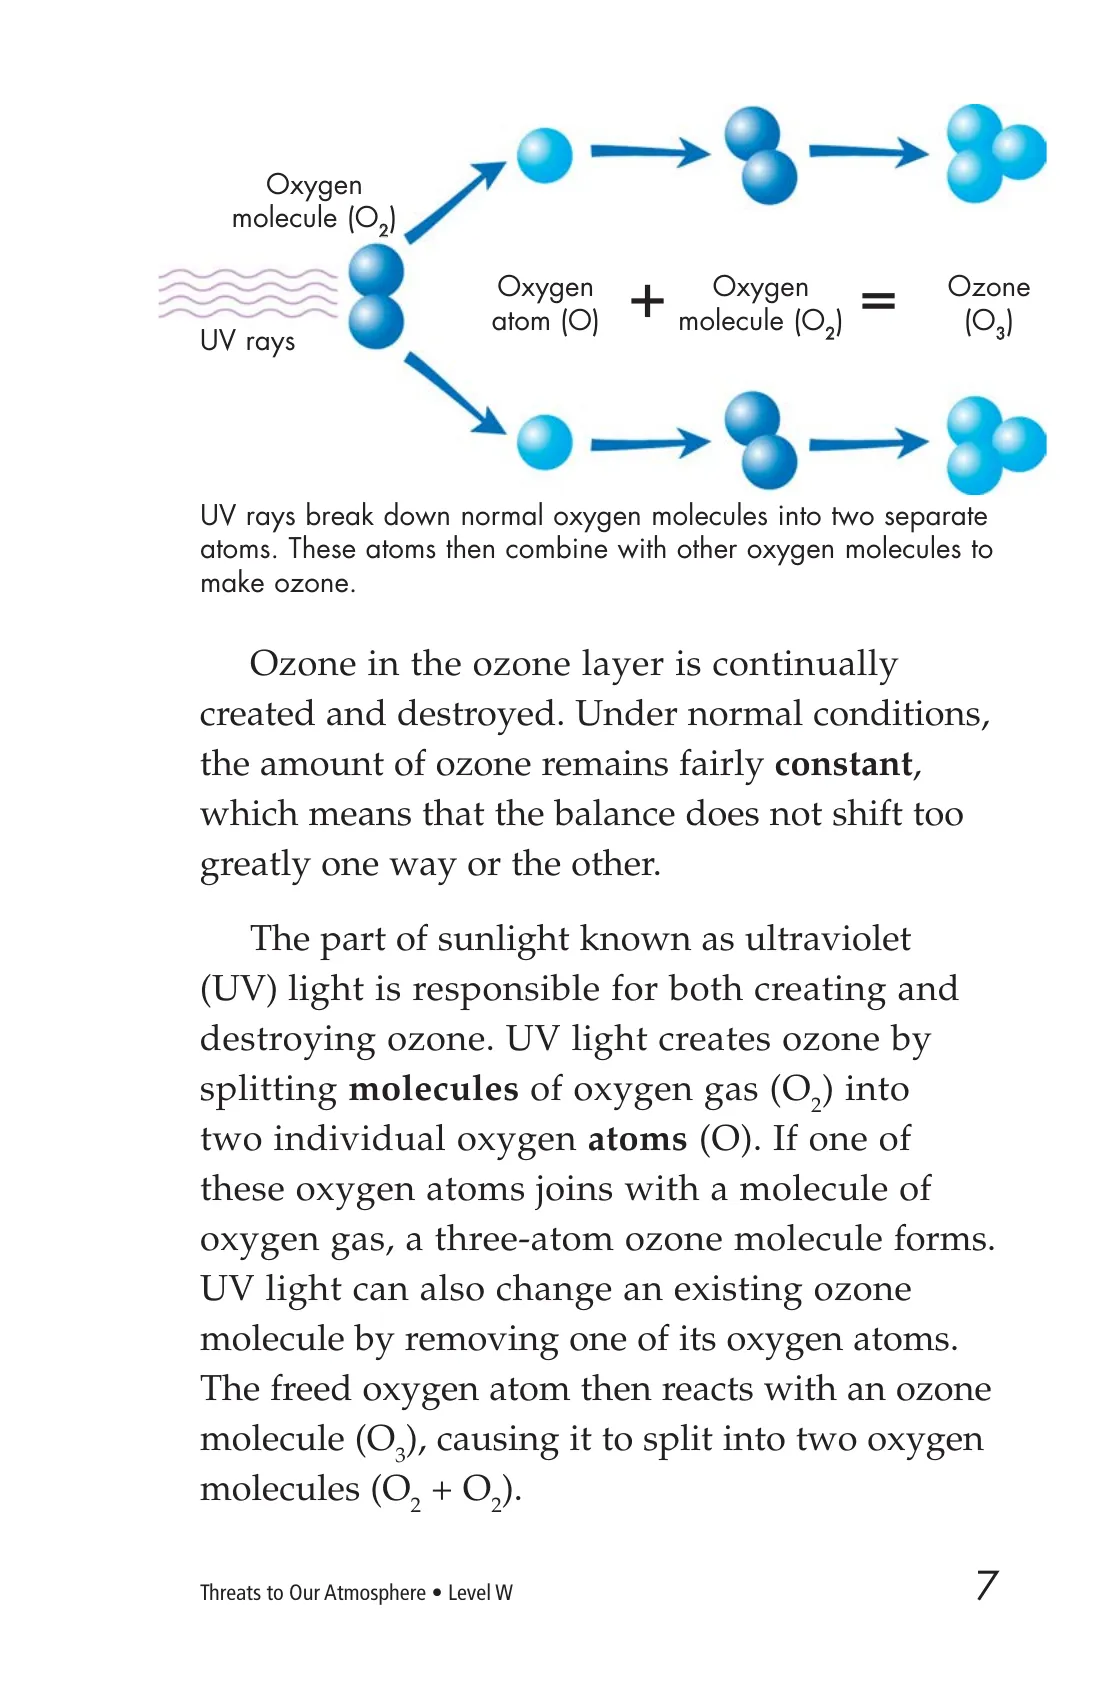 Oxygen
molecule (O₂)
UV rays
Oxygen
atom (O)
+
Oxygen
molecule (O₂)
=
Ozone
(O₃)
UV rays break down normal oxygen molecules into two separate
atoms. These atoms then combine with other oxygen molecules to
make ozone.
Ozone in the ozone layer is continually
created and destroyed. Under normal conditions,
the amount of ozone remains fairly constant,
which means that the balance does not shift too
greatly one way or the other.
The part of sunlight known as ultraviolet
(UV) light is responsible for both creating and
destroying ozone. UV light creates ozone by
splitting molecules of oxygen gas (O₂) into
two individual oxygen atoms (O). If one of
these oxygen atoms joins with a molecule of
oxygen gas, a three-atom ozone molecule forms.
UV light can also change an existing ozone
molecule by removing one of its oxygen atoms.
The freed oxygen atom then reacts with an ozone
molecule (O₃), causing it to split into two oxygen
molecules (O₂ + O₂).
Threats to Our Atmosphere • Level W
7